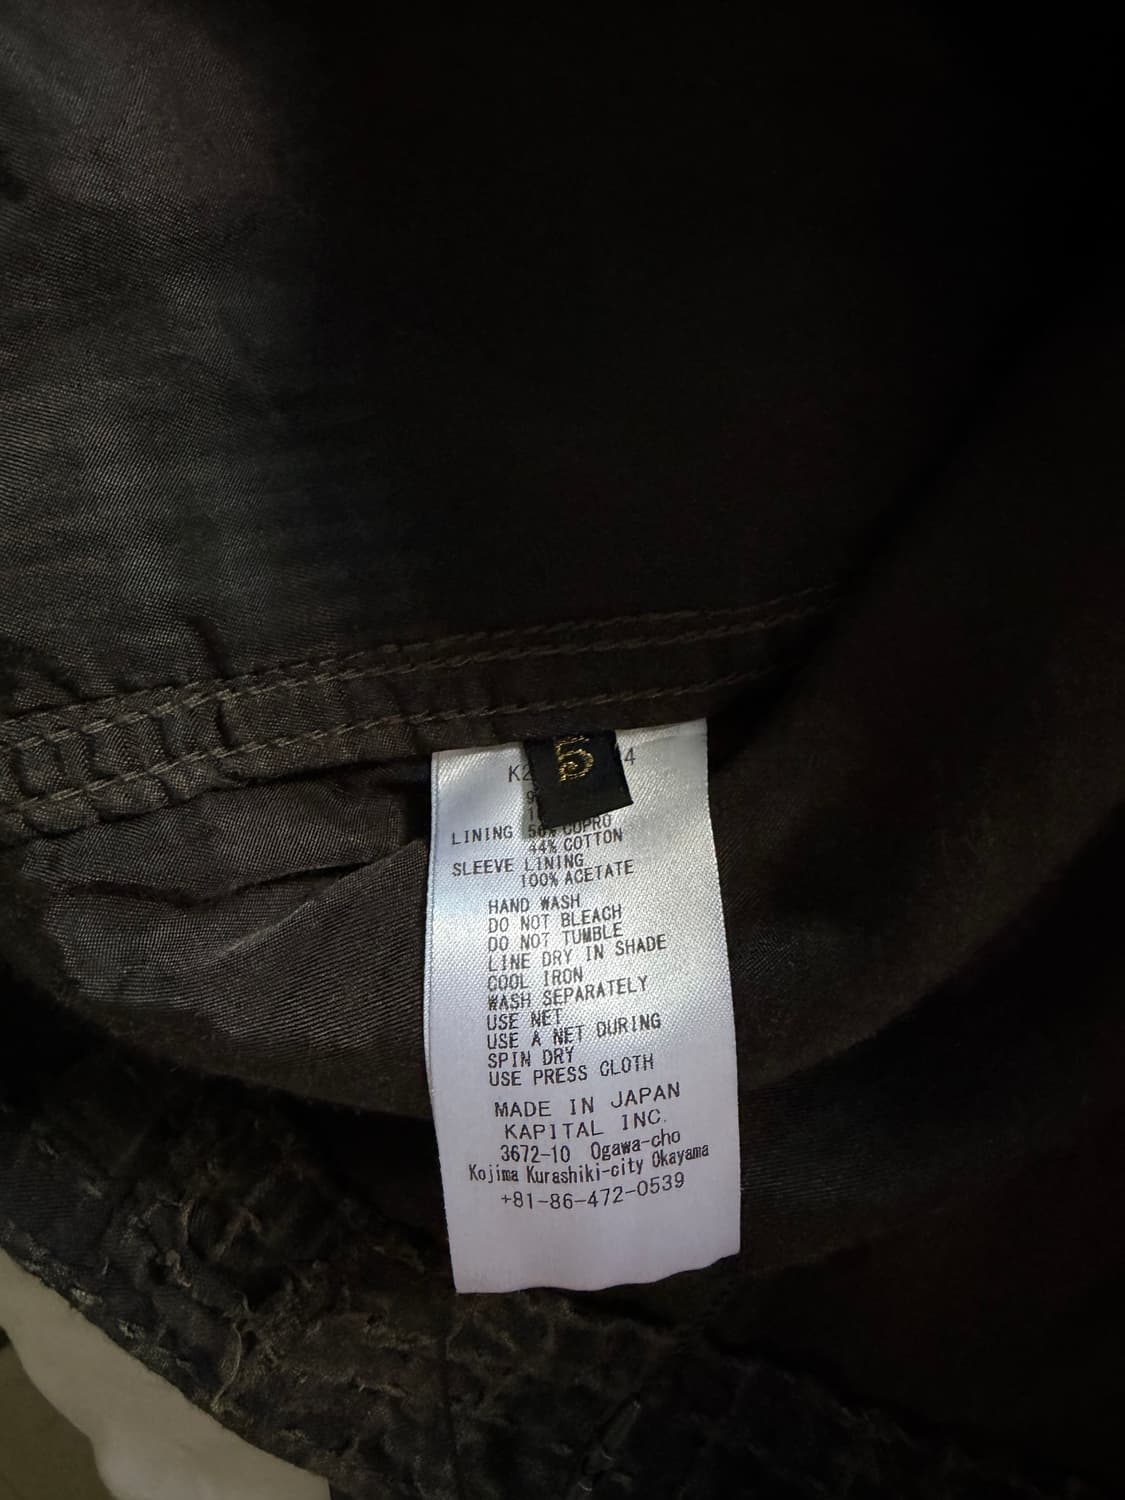 5
LINING 56% CUPRO
44% COTTON
SLEEVE LINING
100% ACETATE
HAND WASH
DO NOT BLEACH
DO NOT TUMBLE
LINE DRY IN SHADE
COOL IRON
WASH SEPARATELY
USE NET
USE A NET DURING
SPIN DRY
USE PRESS CLOTH
MADE IN JAPAN
KAPITAL INC.
3672-10 Ogawa-cho
Kojima Kurashiki-city Okayama
+81-86-472-0539